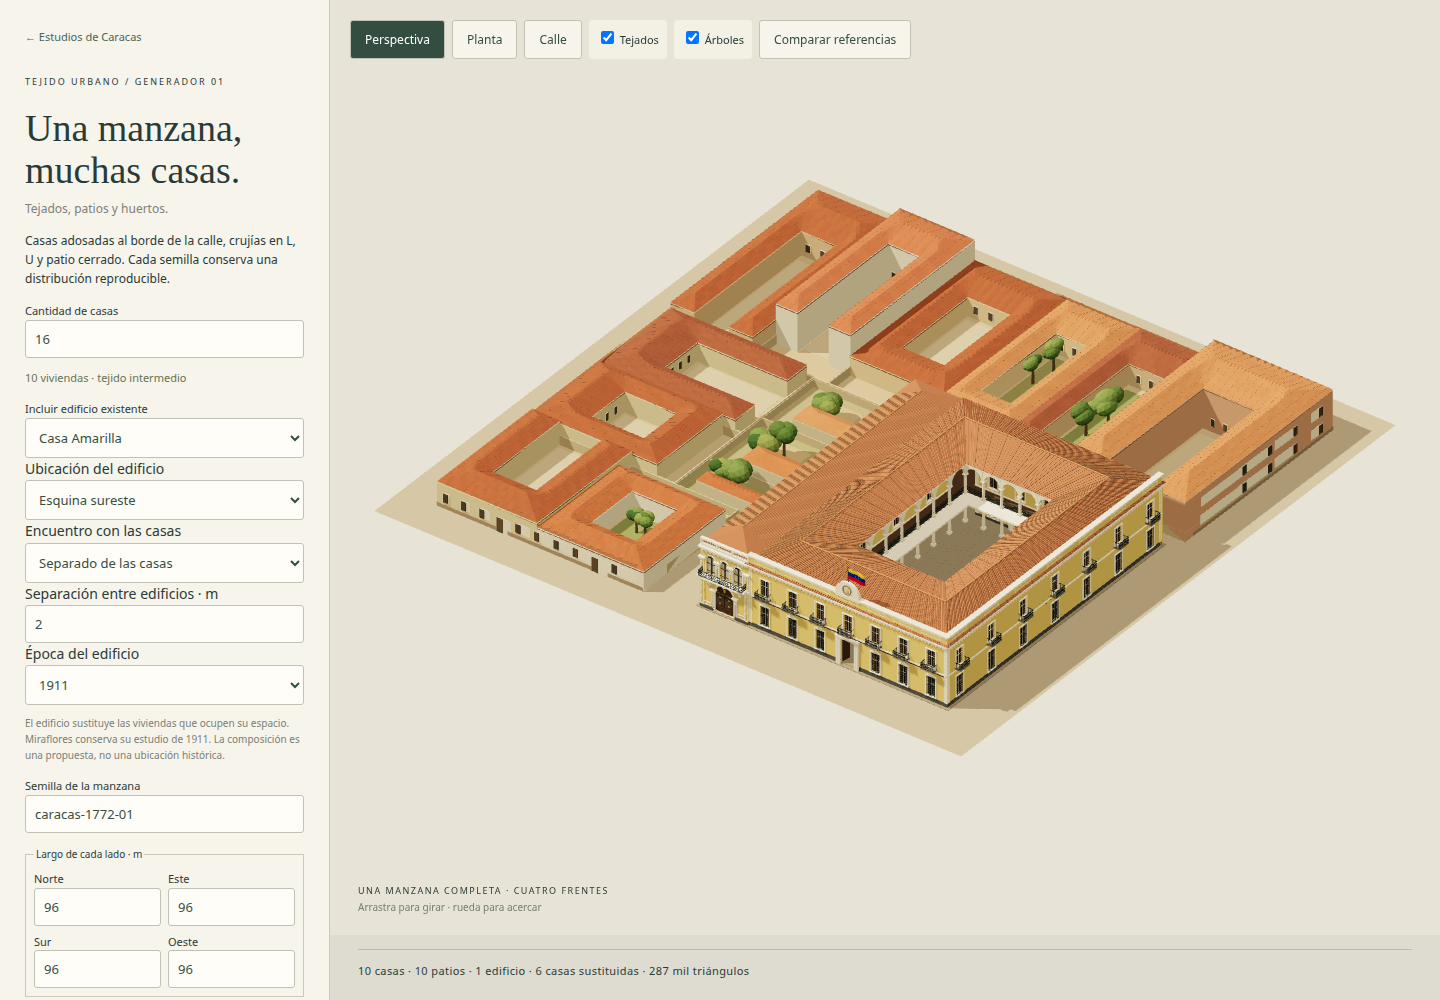 ← Estudios de Caracas
TEJIDO URBANO / GENERADOR 01
Una manzana,
muchas casas.
Tejados, patios y huertos.
Casas adosadas al borde de la calle, crujías en L,
U y patio cerrado. Cada semilla conserva una
distribución reproducible.
Cantidad de casas
16
10 viviendas · tejido intermedio
Incluir edificio existente
Casa Amarilla
Ubicación del edificio
Esquina sureste
Encuentro con las casas
Separado de las casas
Separación entre edificios · m
2
Época del edificio
1911
El edificio sustituye las viviendas que ocupen su espacio.
Miraflores conserva su estudio de 1911. La composición es
una propuesta, no una ubicación histórica.
Semilla de la manzana
caracas-1772-01
Largo de cada lado · m
Norte Este
96 96
Sur Oeste
96 96
Perspectiva Planta Calle Tejados Árboles Comparar referencias
UNA MANZANA COMPLETA · CUATRO FRENTES
Arrastra para girar · rueda para acercar
10 casas · 10 patios · 1 edificio · 6 casas sustituidas · 287 mil triángulos